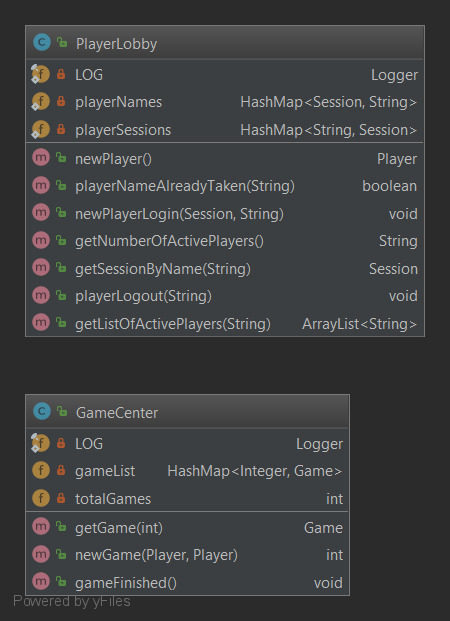 PlayerLobby
LOG Logger
playerNames HashMap<Session, String>
playerSessions HashMap<String, Session>
newPlayer() Player
playerNameAlreadyTaken(String) boolean
newPlayerLogin(Session, String) void
getNumberOfActivePlayers() String
getSessionByName(String) Session
playerLogout(String) void
getListOfActivePlayers(String) ArrayList<String>
GameCenter
LOG Logger
gameList HashMap<Integer, Game>
totalGames int
getGame(int) Game
newGame(Player, Player) int
gameFinished() void
Powered by yFiles